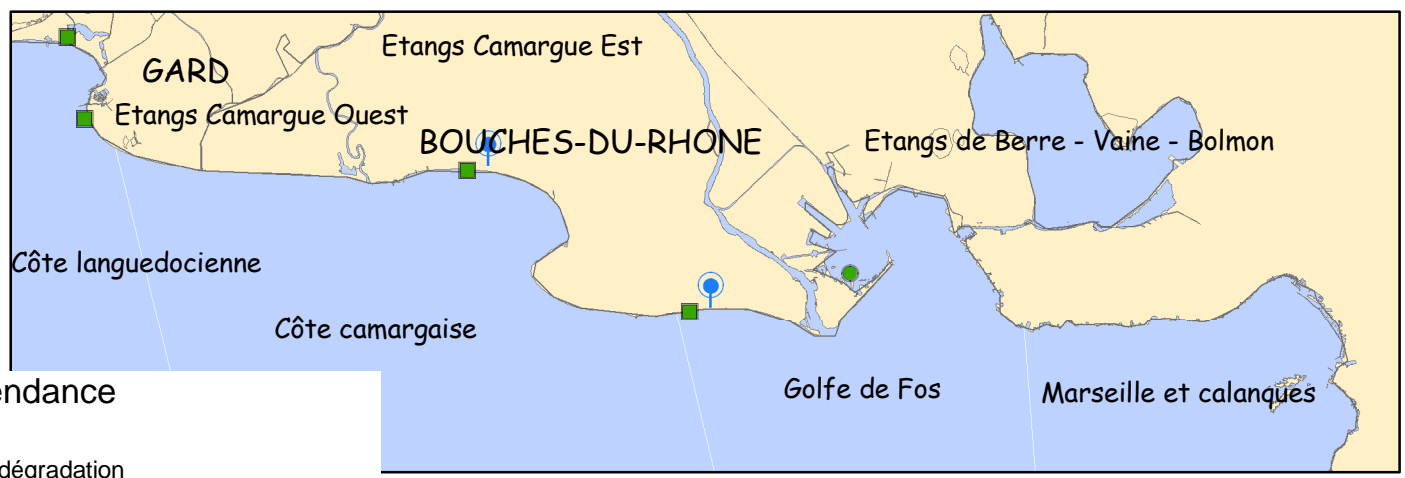 Etangs Camargue Est
GARD
Etangs Camargue Ouest
BOUCHES-DU-RHONE
Etangs de Berre - Vaine - Bolmon
Côte languedocienne
Côte camargaise
Golfe de Fos
Marseille et calanques
endance
dégradation